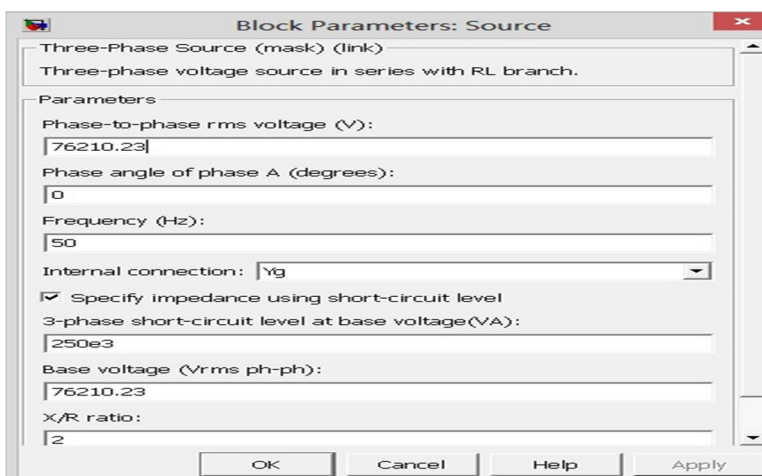 Block Parameters: Source
Three-Phase Source (mask) (link)
Three-phase voltage source in series with RL branch.
Parameters
Phase-to-phase rms voltage (V):
76210.23
Phase angle of phase A (degrees):
0
Frequency (Hz):
50
Internal connection: Yg
Specify impedance using short-circuit level
3-phase short-circuit level at base voltage(VA):
250e3
Base voltage (Vrms ph-ph):
76210.23
X/R ratio:
2
OK Cancel Help Apply